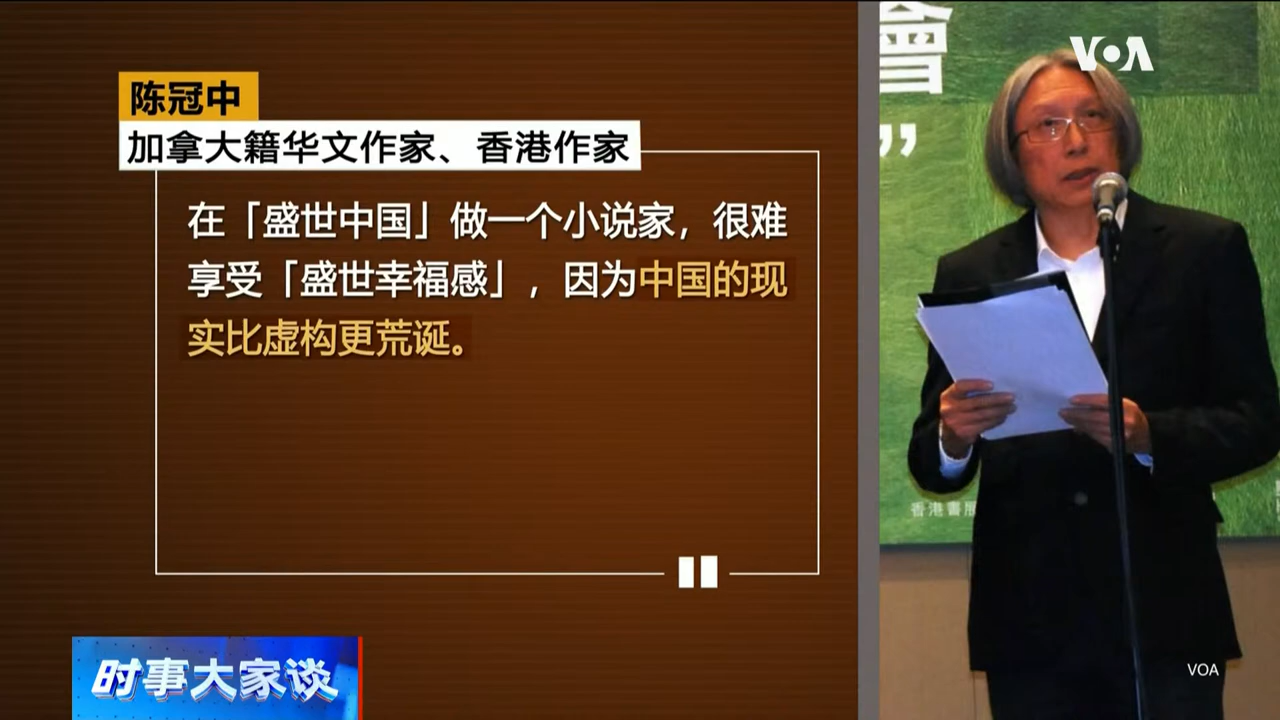 陈冠中
加拿大籍华文作家、香港作家
在「盛世中国」做一个小说家，很难
享受「盛世幸福感」，因为中国的现
实比虚构更荒诞。
时事大家谈
會
”
VOA
香港書展
VOA